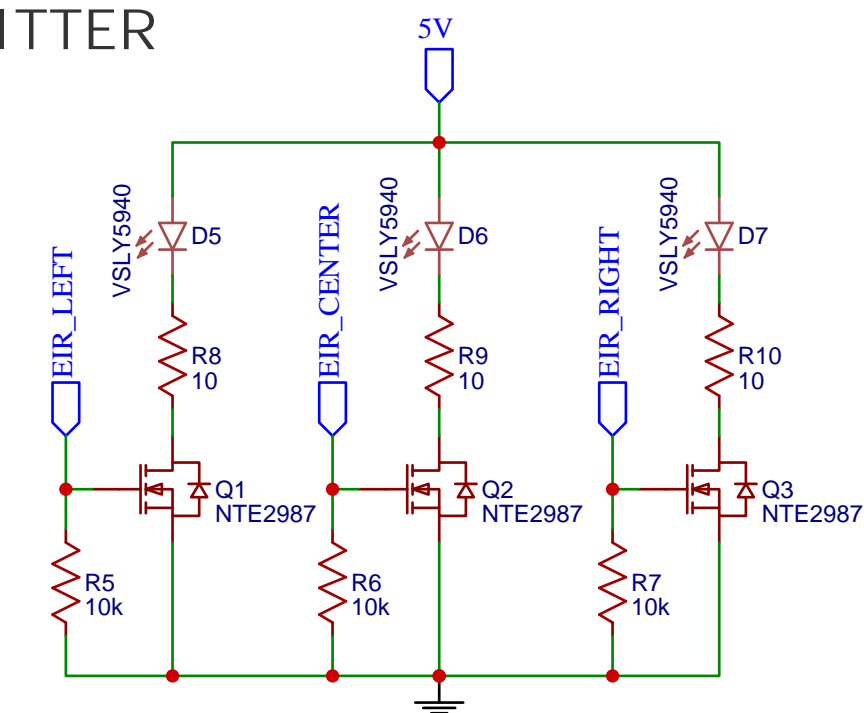 ITTER
5V
EIR_LEFT
VSLY5940
D5
EIR_CENTER
VSLY5940
D6
EIR_RIGHT
VSLY5940
D7
R8
10
R9
10
R10
10
Q1
NTE2987
Q2
NTE2987
Q3
NTE2987
R5
10k
R6
10k
R7
10k